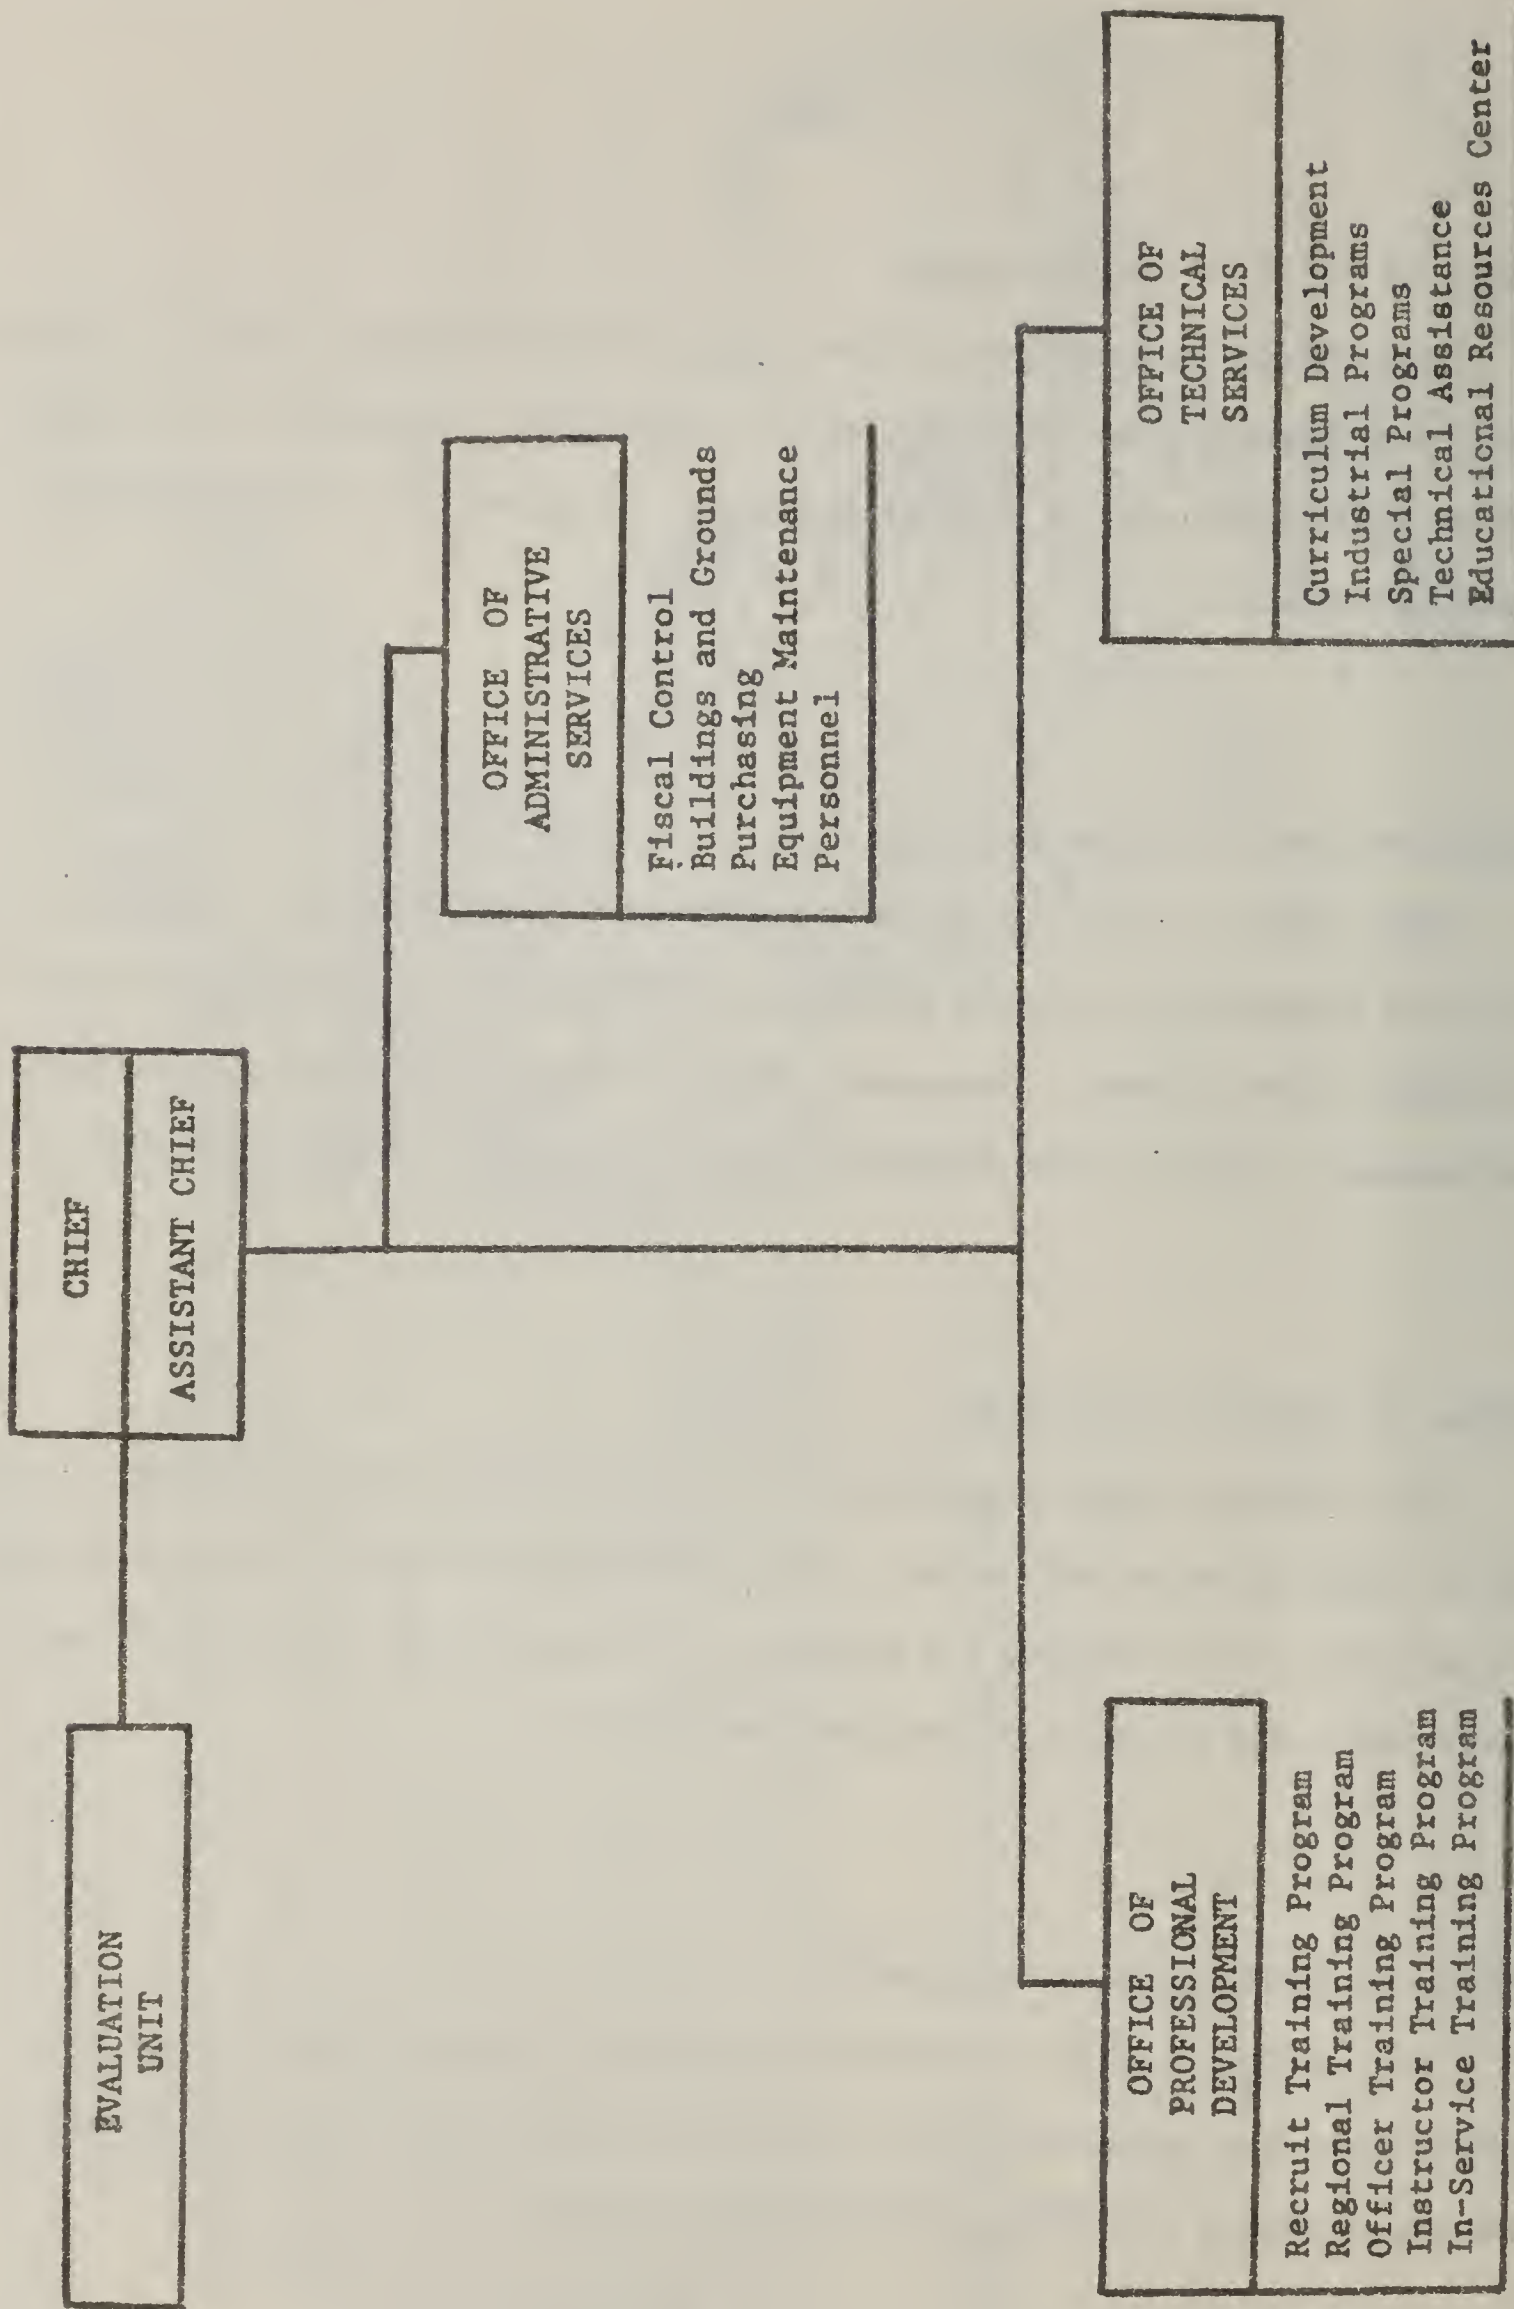 CHIEF
ASSISTANT CHIEF
EVALUATION
UNIT
OFFICE OF
ADMINISTRATIVE
SERVICES
Fiscal Control
Buildings and Grounds
Purchasing
Equipment Maintenance
Personnel
OFFICE OF
PROFESSIONAL
DEVELOPMENT
Recruit Training Program
Regional Training Program
Officer Training Program
Instructor Training Program
In-Service Training Program
OFFICE OF
TECHNICAL
SERVICES
Curriculum Development
Industrial Programs
Special Programs
Technical Assistance
Educational Resources Center